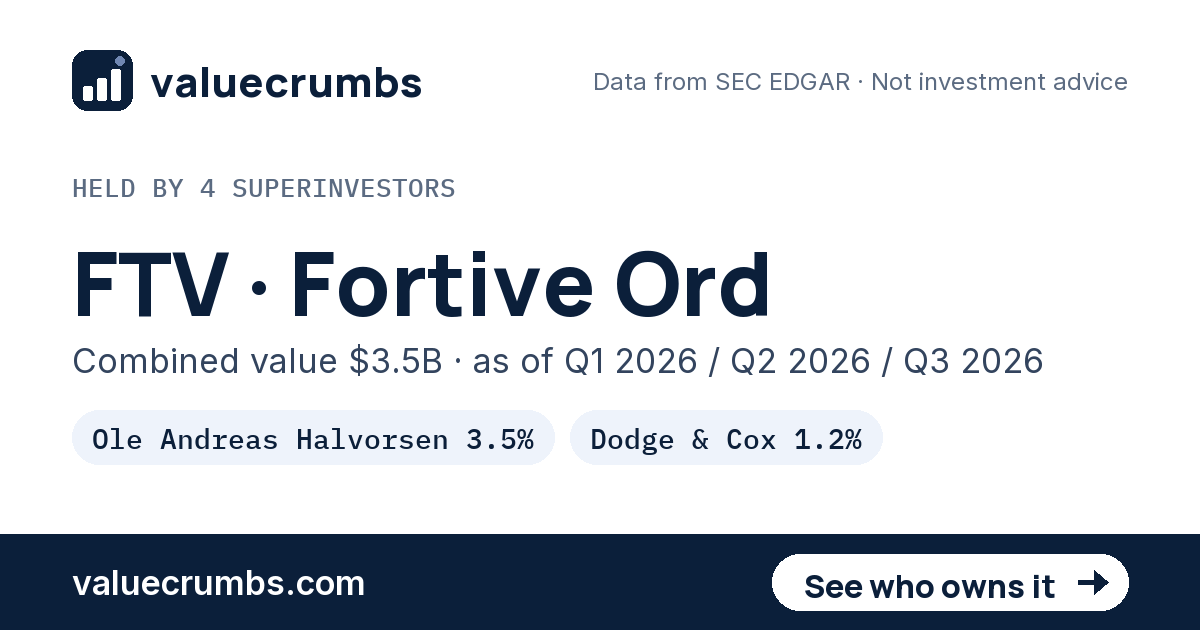 valuecrumbs
Data from SEC EDGAR · Not investment advice
HELD BY 4 SUPERINVESTORS
FTV · Fortive Ord
Combined value $3.5B · as of Q1 2026 / Q2 2026 / Q3 2026
Ole Andreas Halvorsen 3.5%
Dodge & Cox 1.2%
valuecrumbs.com
See who owns it →